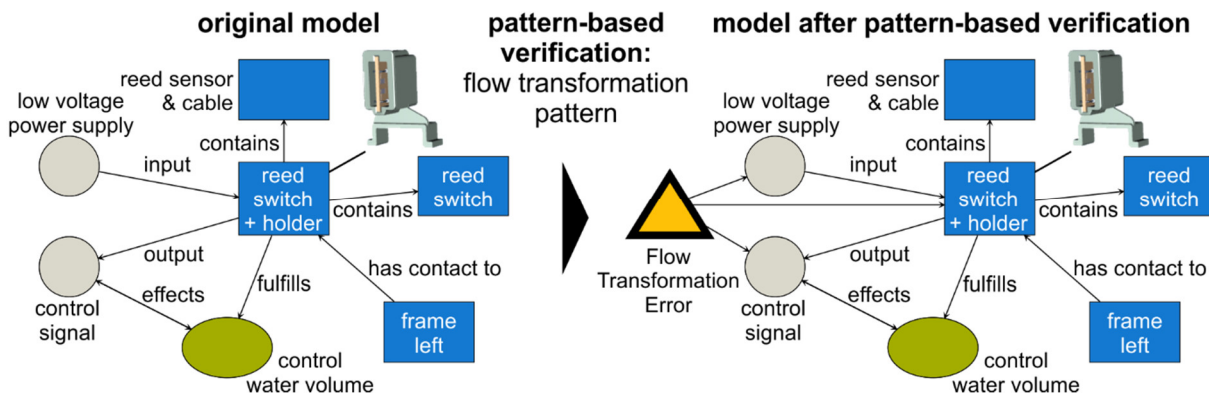 original model
pattern-based
verification:
flow transformation
pattern
model after pattern-based verification
reed sensor
& cable
low voltage
power supply
contains
input
reed
switch
+ holder
contains
reed
switch
output
has contact to
effects
fulfills
control
signal
frame
left
control
water volume
reed sensor
& cable
low voltage
power supply
contains
input
reed
switch
+ holder
contains
reed
switch
Flow
Transformation
Error
output
has contact to
effects
fulfills
control
signal
frame
left
control
water volume